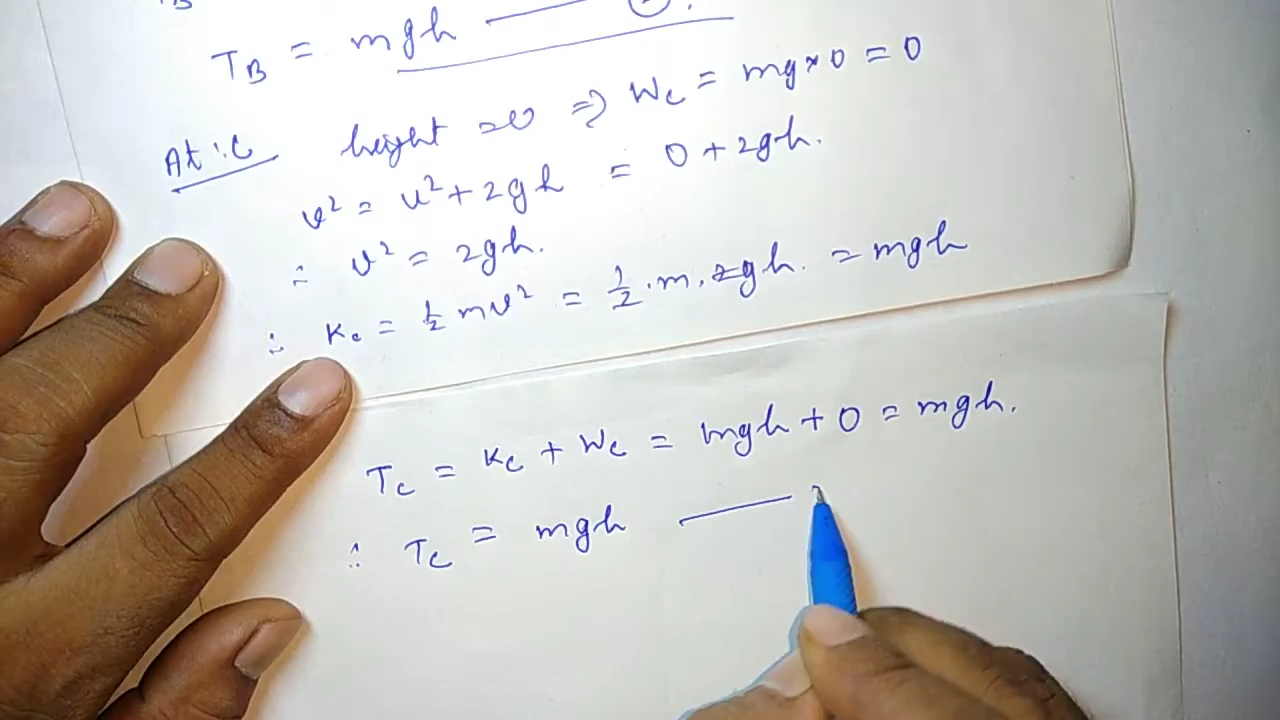 B
T_B = mgh —— 2.
At :C height =0 => W_C = mg×0 = 0
v² = u² + 2gh = 0 + 2gh.
∴ v² = 2gh.
∴ K_C = ½ mv² = ½ . m . 2gh. = mgh
T_C = K_C + W_C = mgh + 0 = mgh.
∴ T_C = mgh ——